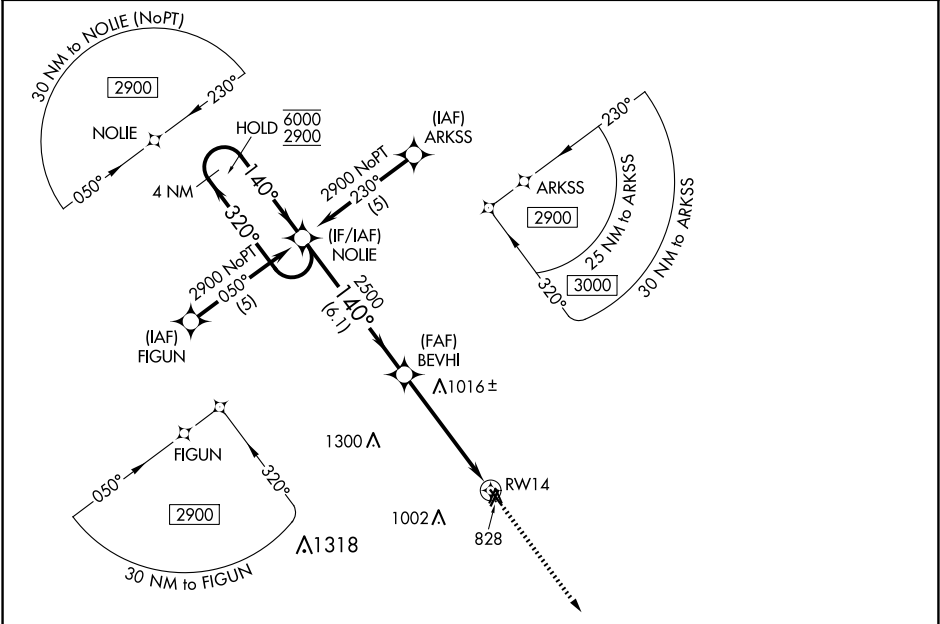 30 NM to NOLIE (NoPT)
2900
230°
NOLIE
050°
HOLD
6000
2900
4 NM
140°
320°
(IAF)
ARKSS
2900 NoPT
230°
(5)
(IF/IAF)
NOLIE
2900 NoPT
050°
(5)
(IAF)
FIGUN
2500
140°
(6.1)
(FAF)
BEVHI
1016 ±
1300
RW14
1002
828
230°
ARKSS
2900
25 NM to ARKSS
30 NM to ARKSS
320°
3000
FIGUN
050°
320°
2900
30 NM to FIGUN
1318